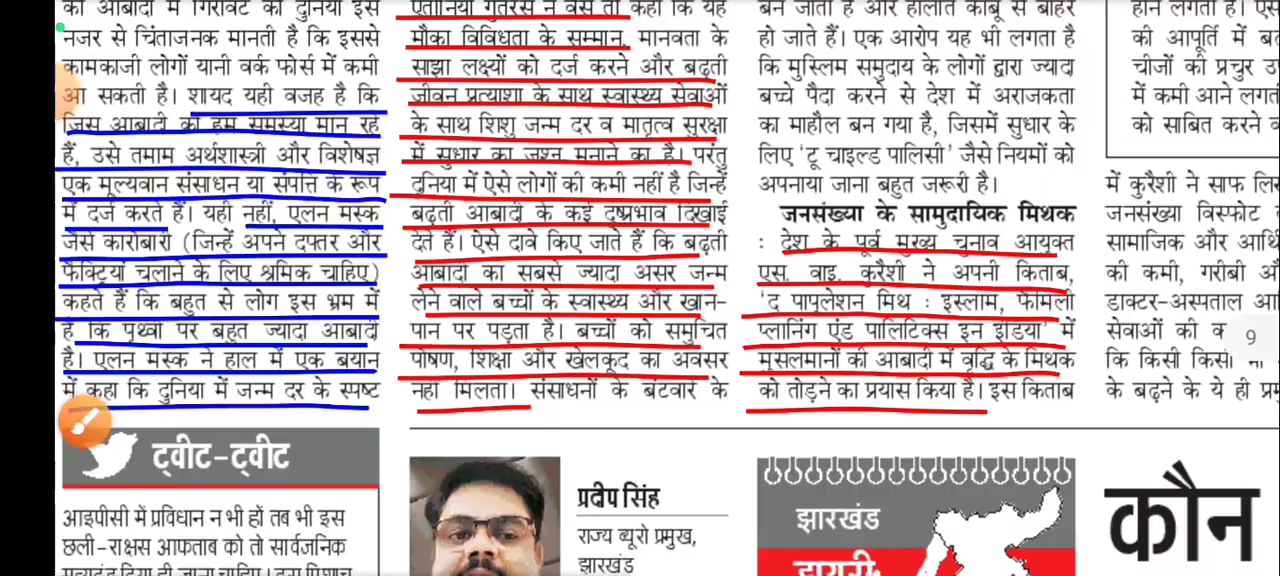 की आबादी में गिरावट को दुनिया इस
नजर से चिंताजनक मानती है कि इससे
कामकाजी लोगों यानी वर्क फोर्स में कमी
आ सकती है। शायद यही वजह है कि
जिस आबादी को हम समस्या मान रहे
हैं, उसे तमाम अर्थशास्त्री और विशेषज्ञ
एक मूल्यवान संसाधन या संपत्ति के रूप
में दर्ज करते हैं। यही नहीं, एलन मस्क
जैसे कारोबारी (जिन्हें अपने दफ्तर और
फैक्ट्रियां चलाने के लिए श्रमिक चाहिए)
कहते हैं कि बहुत से लोग इस भ्रम में
हैं कि पृथ्वी पर बहुत ज्यादा आबादी
है। एलन मस्क ने हाल में एक बयान
में कहा कि दुनिया में जन्म दर के स्पष्ट
ट्वीट-ट्वीट
आइपीसी में प्रविधान न भी हों तब भी इस
छली-राक्षस आफताब को तो सार्वजनिक
एंतोनियो गुतेरस ने वैसे तो कहा कि यह
मौका विविधता के सम्मान, मानवता के
साझा लक्ष्यों को दर्ज करने और बढ़ती
जीवन प्रत्याशा के साथ स्वास्थ्य सेवाओं
के साथ शिशु जन्म दर व मातृत्व सुरक्षा
में सुधार का जश्न मनाने का है। परंतु
दुनिया में ऐसे लोगों की कमी नहीं है जिन्हें
बढ़ती आबादी के कई दुष्प्रभाव दिखाई
देते हैं। ऐसे दावे किए जाते हैं कि बढ़ती
आबादी का सबसे ज्यादा असर जन्म
लेने वाले बच्चों के स्वास्थ्य और खान-
पान पर पड़ता है। बच्चों को समुचित
पोषण, शिक्षा और खेलकूद का अवसर
नहीं मिलता। संसाधनों के बंटवारे के
प्रदीप सिंह
राज्य ब्यूरो प्रमुख,
झारखंड
बन जाती है और हालात काबू से बाहर
हो जाते हैं। एक आरोप यह भी लगता है
कि मुस्लिम समुदाय के लोगों द्वारा ज्यादा
बच्चे पैदा करने से देश में अराजकता
का माहौल बन गया है, जिसमें सुधार के
लिए 'टू चाइल्ड पालिसी' जैसे नियमों को
अपनाया जाना बहुत जरूरी है।
जनसंख्या के सामुदायिक मिथक
: देश के पूर्व मुख्य चुनाव आयुक्त
एस. वाइ. कुरैशी ने अपनी किताब,
'द पापुलेशन मिथ : इस्लाम, फैमिली
प्लानिंग एंड पालिटिक्स इन इंडिया' में
मुसलमानों की आबादी में वृद्धि के मिथक
को तोड़ने का प्रयास किया है। इस किताब
झारखंड
डायरी
होने लगती है।
की आपूर्ति में
चीजों की प्रचुर
में कमी आने
को साबित करने
में कुरैशी ने साफ
जनसंख्या विस्फोट
सामाजिक और
की कमी, गरीबी
डाक्टर-अस्पताल
सेवाओं की
कि किसी
के बढ़ने के ये ही
9
कौन